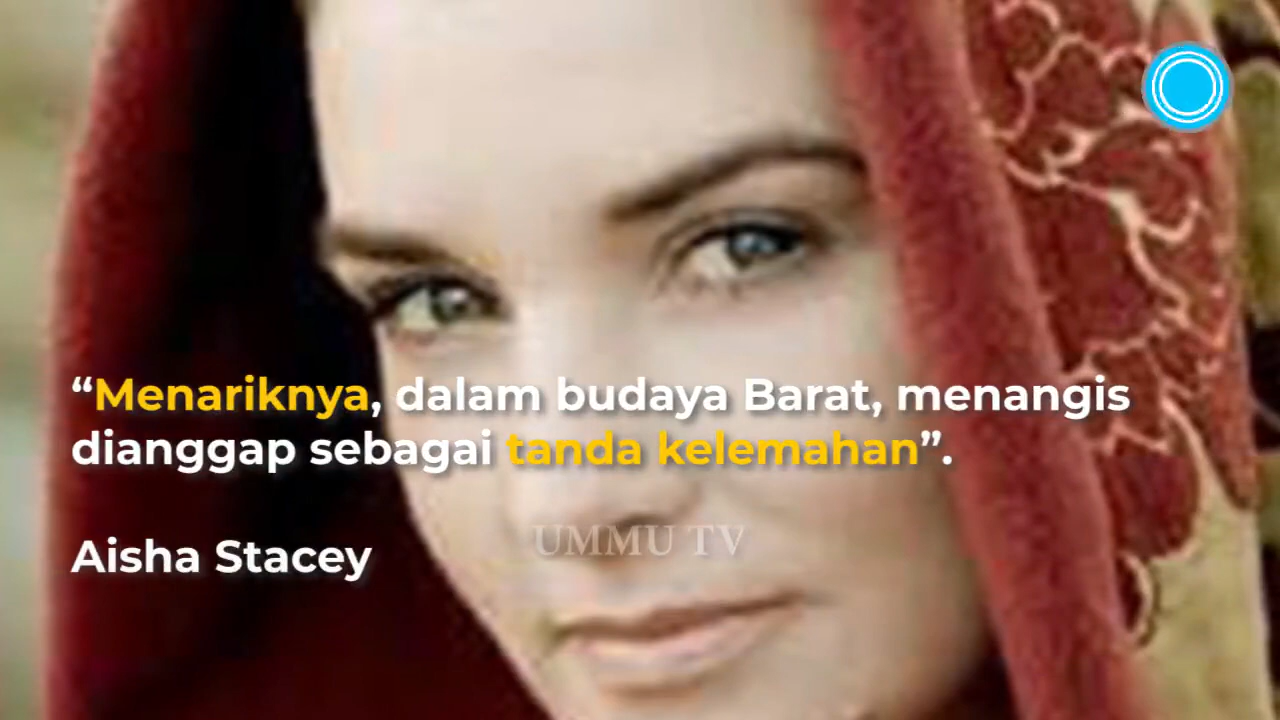 “Menariknya, dalam budaya Barat, menangis
dianggap sebagai tanda kelemahan”.
Aisha Stacey
UMMU TV